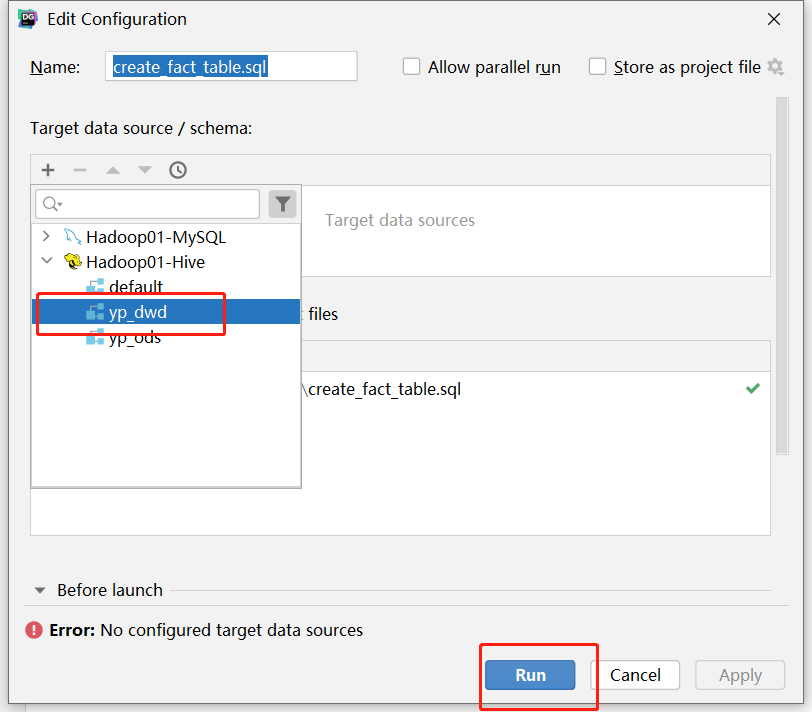 DG Edit Configuration
Name: create_fact_table.sql Allow parallel run Store as project file
Target data source / schema:
Target data sources
Hadoop01-MySQL
Hadoop01-Hive
default
yp_dwd
files
yp_ods
\create_fact_table.sql
Before launch
Error: No configured target data sources
Run Cancel Apply